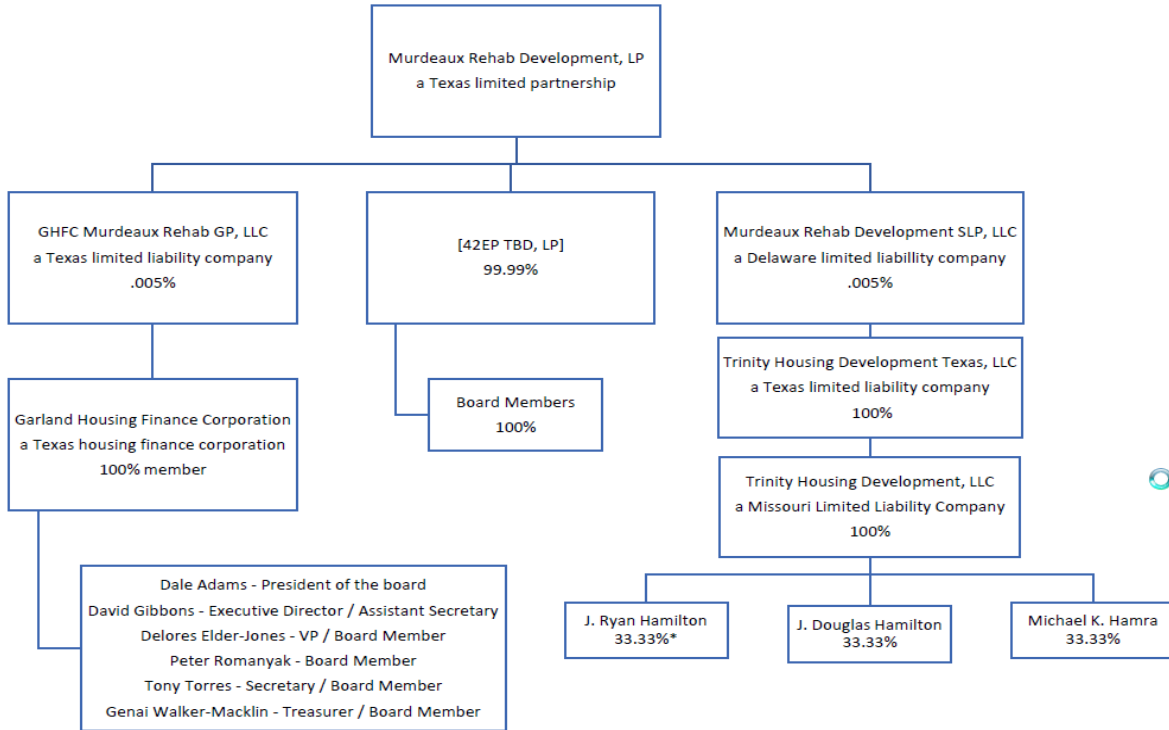 Murdeaux Rehab Development, LP
a Texas limited partnership
GHFC Murdeaux Rehab GP, LLC
a Texas limited liability company
.005%
[42EP TBD, LP]
99.99%
Murdeaux Rehab Development SLP, LLC
a Delaware limited liabillity company
.005%
Garland Housing Finance Corporation
a Texas housing finance corporation
100% member
Board Members
100%
Trinity Housing Development Texas, LLC
a Texas limited liability company
100%
Trinity Housing Development, LLC
a Missouri Limited Liability Company
100%
Dale Adams - President of the board
David Gibbons - Executive Director / Assistant Secretary
Delores Elder-Jones - VP / Board Member
Peter Romanyak - Board Member
Tony Torres - Secretary / Board Member
Genai Walker-Macklin - Treasurer / Board Member
J. Ryan Hamilton
33.33%*
J. Douglas Hamilton
33.33%
Michael K. Hamra
33.33%